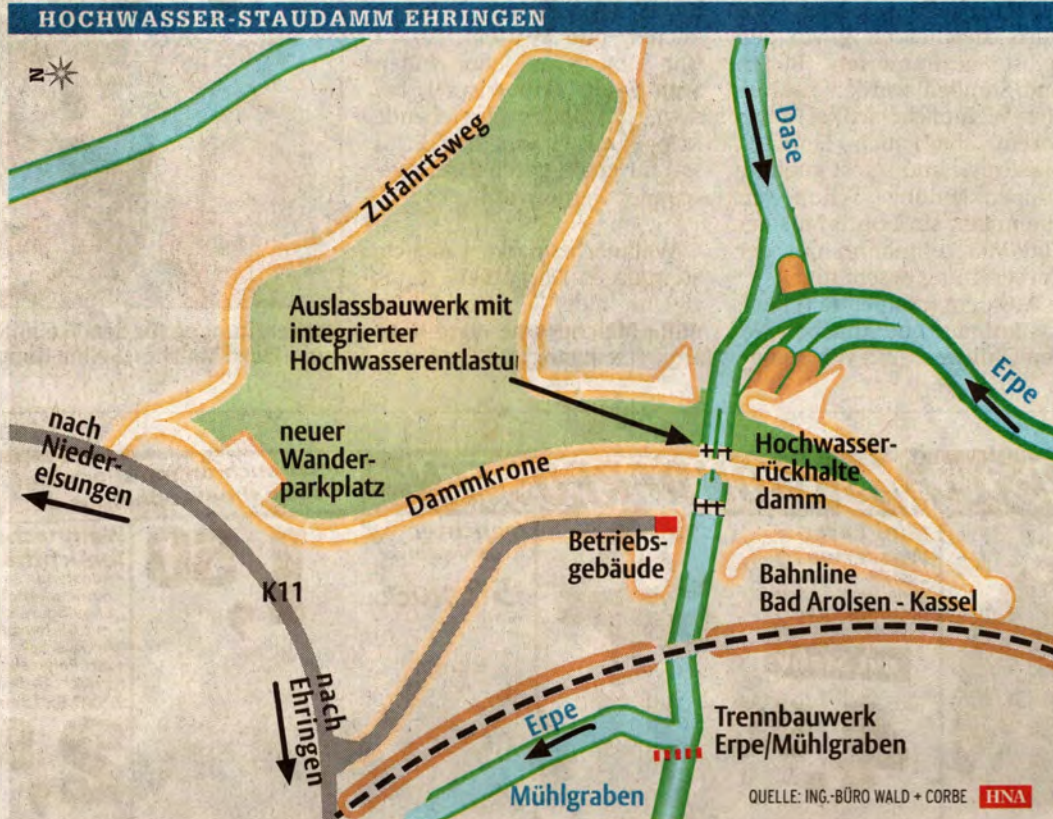 HOCHWASSER-STAUDAMM EHRINGEN
N
Zufahrtsweg
Dase
Auslassbauwerk mit
integrierter
Hochwasserentlastu
Erpe
nach
Nieder-
elsungen
neuer
Wander-
parkplatz
Dammkrone
Hochwasser-
rückhalte
damm
Betriebs-
gebäude
Bahnline
Bad Arolsen - Kassel
K11
nach
Ehringen
Erpe
Trennbauwerk
Erpe/Mühlgraben
Mühlgraben
QUELLE: ING.-BÜRO WALD + CORBE HNA